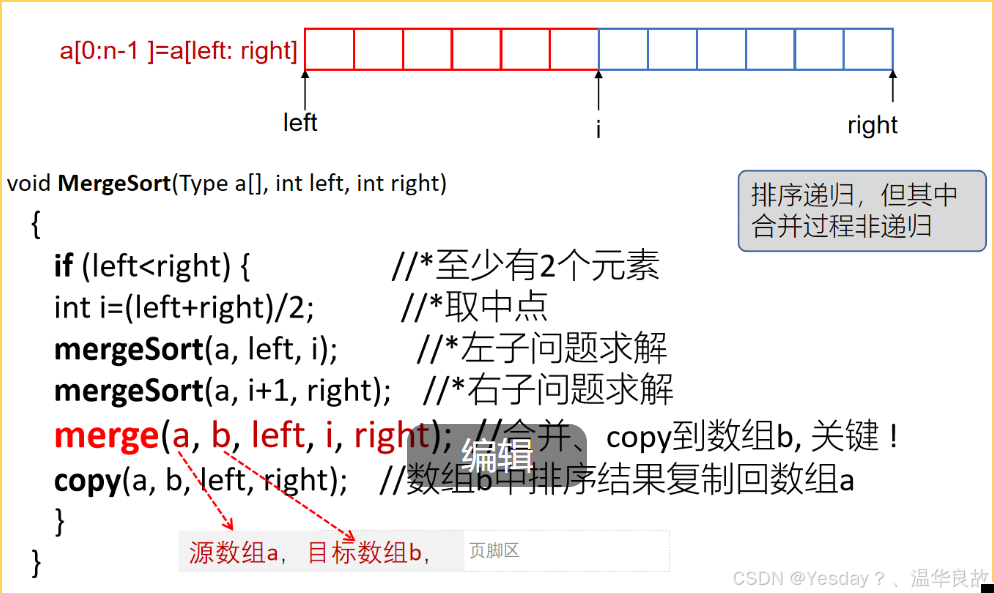 a[0:n-1 ]=a[left: right]
left
i
right
void MergeSort(Type a[], int left, int right)
排序递归，但其中
合并过程非递归
{
if (left<right) { //*至少有2个元素
int i=(left+right)/2; //*取中点
mergeSort(a, left, i); //*左子问题求解
mergeSort(a, i+1, right); //*右子问题求解
merge(a, b, left, i, right); //合并、copy到数组b, 关键！
编辑
copy(a, b, left, right); //数组b中排序结果复制回数组a
}
源数组a， 目标数组b，
页脚区
}
CSDN @Yesday？、温华良故